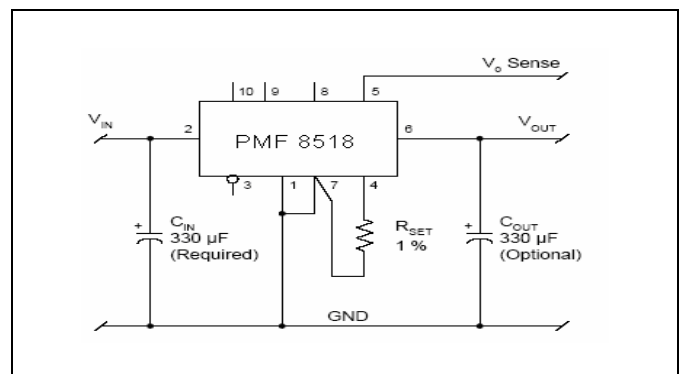 Vo Sense
10 9 8 5
VIN 2 PMF 8518 6 VOUT
3 1 7 4
+ CIN
330 µF
(Required)
RSET
1 %
+ COUT
330 µF
(Optional)
GND